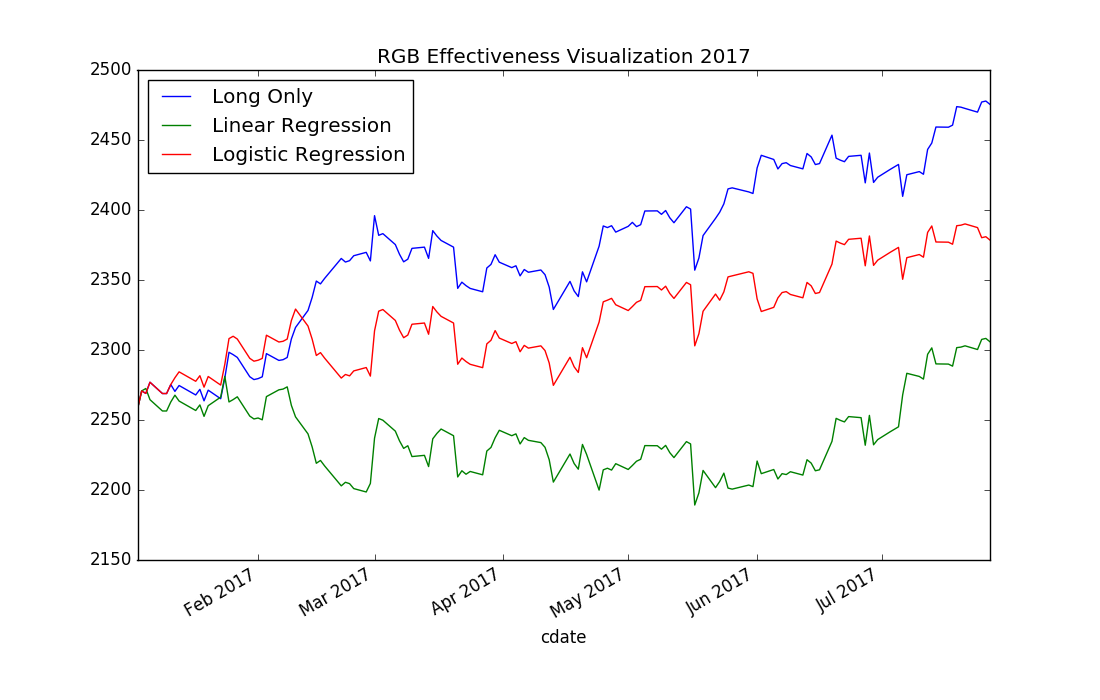 RGB Effectiveness Visualization 2017
2500
2450
2400
2350
2300
2250
2200
2150
Long Only
Linear Regression
Logistic Regression
Feb 2017
Mar 2017
Apr 2017
May 2017
Jun 2017
Jul 2017
cdate